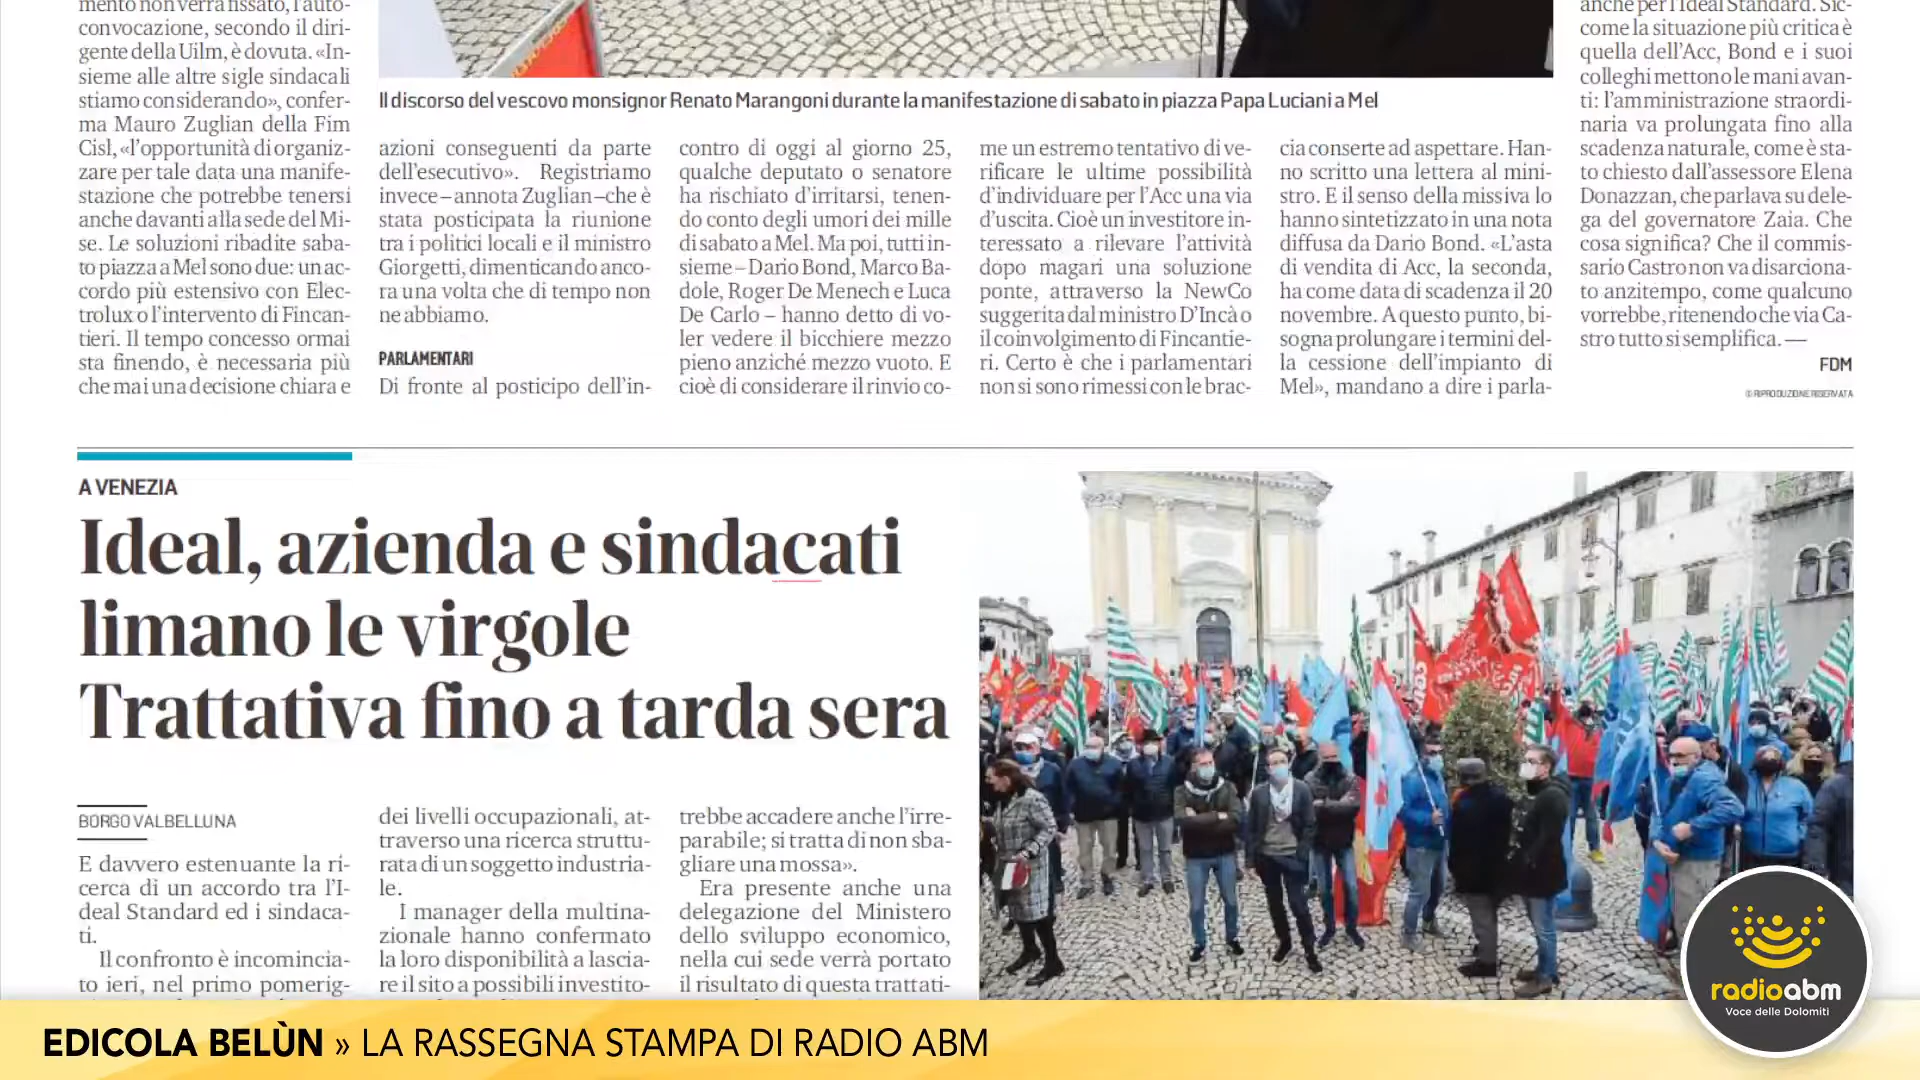 mento non verrà fissato, l'auto-
convocazione, secondo il diri-
gente della Uilm, è dovuta. «In-
sieme alle altre sigle sindacali
stiamo considerando», confer-
ma Mauro Zuglian della Fim
Cisl, «l'opportunità di organiz-
zare per tale data una manife-
stazione che potrebbe tenersi
anche davanti alla sede del Mi-
se. Le soluzioni ribadite saba-
to piazza a Mel sono due: un ac-
cordo più estensivo con Elec-
trolux o l'intervento di Fincan-
tieri. Il tempo concesso ormai
sta finendo, è necessaria più
che mai una decisione chiara e
Il discorso del vescovo monsignor Renato Marangoni durante la manifestazione di sabato in piazza Papa Luciani a Mel
azioni conseguenti da parte
dell'esecutivo». Registriamo
invece – annota Zuglian – che è
stata posticipata la riunione
tra i politici locali e il ministro
Giorgetti, dimenticando anco-
ra una volta che di tempo non
ne abbiamo.
PARLAMENTARI
Di fronte al posticipo dell'in-
contro di oggi al giorno 25,
qualche deputato o senatore
ha rischiato d'irritarsi, tenen-
do conto degli umori dei mille
di sabato a Mel. Ma poi, tutti in-
sieme – Dario Bond, Marco Ba-
dole, Roger De Menech e Luca
De Carlo – hanno detto di vo-
ler vedere il bicchiere mezzo
pieno anziché mezzo vuoto. E
cioè di considerare il rinvio co-
me un estremo tentativo di ve-
rificare le ultime possibilità
d'individuare per l'Acc una via
d'uscita. Cioè un investitore in-
teressato a rilevare l'attività
dopo magari una soluzione
ponte, attraverso la NewCo
suggerita dal ministro D'Incà o
il coinvolgimento di Fincantie-
ri. Certo è che i parlamentari
non si sono rimessi con le brac-
cia conserte ad aspettare. Han-
no scritto una lettera al mini-
stro. E il senso della missiva lo
hanno sintetizzato in una nota
diffusa da Dario Bond. «L'asta
di vendita di Acc, la seconda,
ha come data di scadenza il 20
novembre. A questo punto, bi-
sogna prolungare i termini del-
la cessione dell'impianto di
Mel», mandano a dire i parla-
anche per l'Ideal Standard. Sic-
come la situazione più critica è
quella dell'Acc, Bond e i suoi
colleghi mettono le mani avan-
ti: l'amministrazione straordi-
naria va prolungata fino alla
scadenza naturale, come è sta-
to chiesto dall'assessore Elena
Donazzan, che parlava su dele-
ga del governatore Zaia. Che
cosa significa? Che il commis-
sario Castro non va disarciona-
to anzitempo, come qualcuno
vorrebbe, ritenendo che via Ca-
stro tutto si semplifica. —
FDM
© RIPRODUZIONE RISERVATA
A VENEZIA
Ideal, azienda e sindacati
limano le virgole
Trattativa fino a tarda sera
BORGO VALBELLUNA
E davvero estenuante la ri-
cerca di un accordo tra l'I-
deal Standard ed i sindaca-
ti.
Il confronto è incomincia-
to ieri, nel primo pomerig-
dei livelli occupazionali, at-
traverso una ricerca struttu-
rata di un soggetto industria-
le.
I manager della multina-
zionale hanno confermato
la loro disponibilità a lascia-
re il sito a possibili investito-
trebbe accadere anche l'irre-
parabile; si tratta di non sba-
gliare una mossa».
Era presente anche una
delegazione del Ministero
dello sviluppo economico,
nella cui sede verrà portato
il risultato di questa trattati-
radioabm
Voce delle Dolomiti
EDICOLA BELÙN » LA RASSEGNA STAMPA DI RADIO ABM